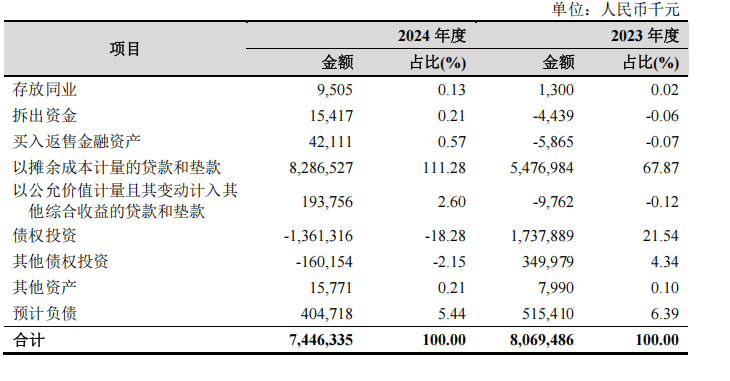 单位：人民币千元
项目 2024 年度 2023 年度
金额 占比(%) 金额 占比(%)
存放同业 9,505 0.13 1,300 0.02
拆出资金 15,417 0.21 -4,439 -0.06
买入返售金融资产 42,111 0.57 -5,865 -0.07
以摊余成本计量的贷款和垫款 8,286,527 111.28 5,476,984 67.87
以公允价值计量且其变动计入其
他综合收益的贷款和垫款 193,756 2.60 -9,762 -0.12
债权投资 -1,361,316 -18.28 1,737,889 21.54
其他债权投资 -160,154 -2.15 349,979 4.34
其他资产 15,771 0.21 7,990 0.10
预计负债 404,718 5.44 515,410 6.39
合计 7,446,335 100.00 8,069,486 100.00